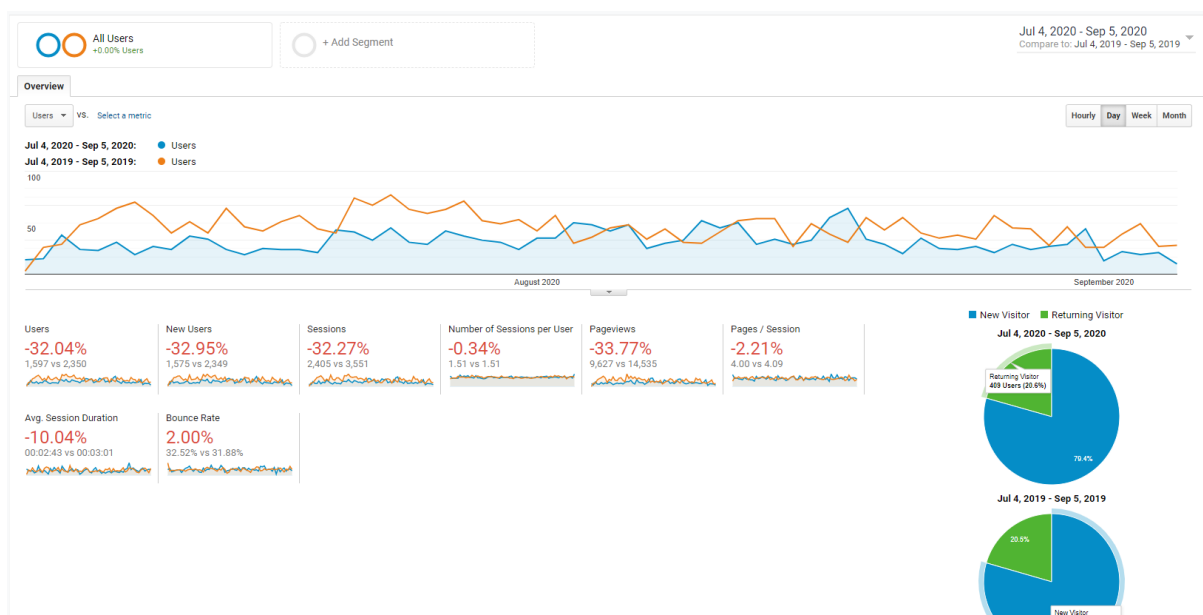 All Users
+0.00% Users
+ Add Segment
Jul 4, 2020 - Sep 5, 2020
Compare to: Jul 4, 2019 - Sep 5, 2019
Overview
Users VS. Select a metric
Hourly Day Week Month
Jul 4, 2020 - Sep 5, 2020: Users
Jul 4, 2019 - Sep 5, 2019: Users
100
50
August 2020 September 2020
New Visitor Returning Visitor
Jul 4, 2020 - Sep 5, 2020
Returning Visitor
409 Users (20.6%)
79.4%
Jul 4, 2019 - Sep 5, 2019
20.6%
New Visitor
Users
-32.04%
1,597 vs 2,350
New Users
-32.95%
1,575 vs 2,349
Sessions
-32.27%
2,405 vs 3,551
Number of Sessions per User
-0.34%
1.51 vs 1.51
Pageviews
-33.77%
9,627 vs 14,535
Pages / Session
-2.21%
4.00 vs 4.09
Avg. Session Duration
-10.04%
00:02:43 vs 00:03:01
Bounce Rate
2.00%
32.52% vs 31.88%